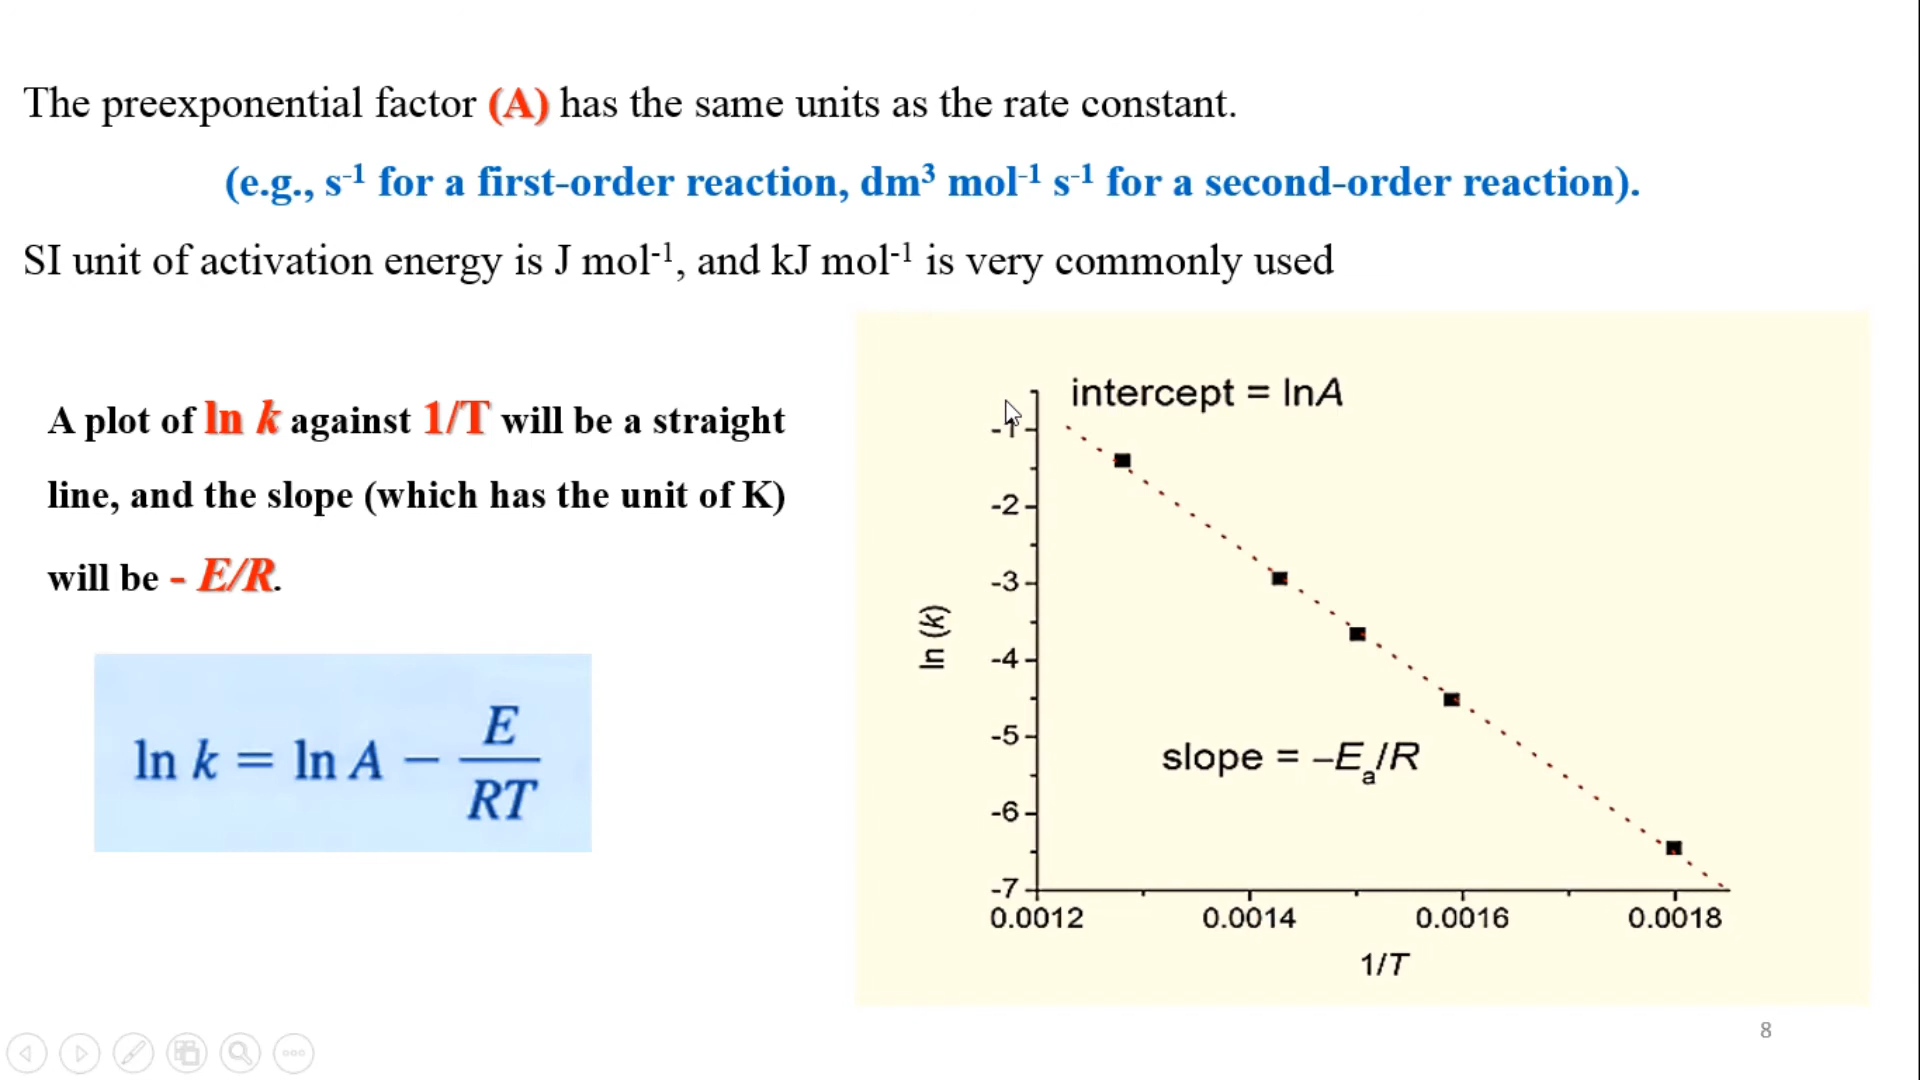 The preexponential factor (A) has the same units as the rate constant.
(e.g., s⁻¹ for a first-order reaction, dm³ mol⁻¹ s⁻¹ for a second-order reaction).
SI unit of activation energy is J mol⁻¹, and kJ mol⁻¹ is very commonly used
A plot of ln k against 1/T will be a straight
line, and the slope (which has the unit of K)
will be - E/R.
ln k = ln A − E/RT
intercept = lnA
-1
-2
-3
-4
-5
-6
-7
ln (k)
slope = –Eₐ/R
0.0012 0.0014 0.0016 0.0018
1/T
8